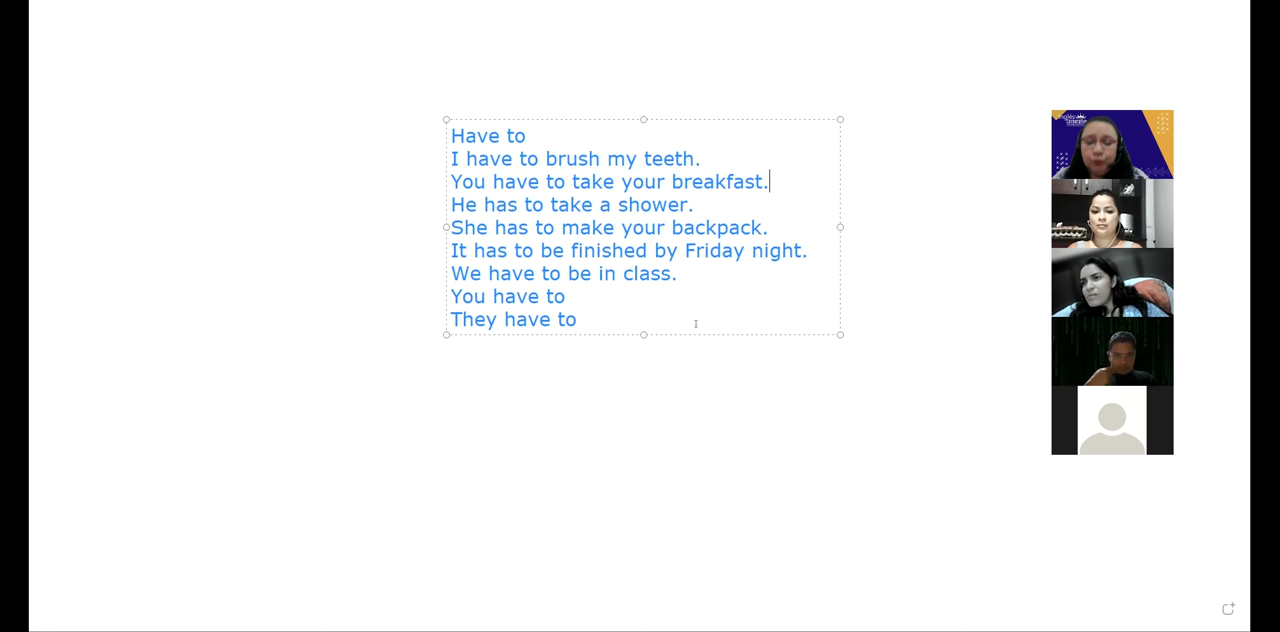 Have to
I have to brush my teeth.
You have to take your breakfast.
He has to take a shower.
She has to make your backpack.
It has to be finished by Friday night.
We have to be in class.
You have to
They have to